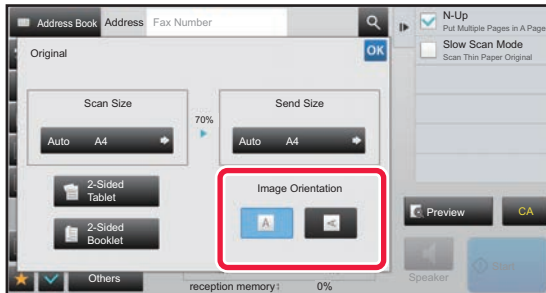 Address Book Address Fax Number
N-Up
Put Multiple Pages in A Page
Original
OK
Slow Scan Mode
Scan Thin Paper Original
Scan Size
70%
Send Size
Auto A4
Auto A4
2-Sided
Tablet
Image Orientation
A
A
2-Sided
Booklet
Preview
CA
Others
reception memory: 0%
Speaker
Start